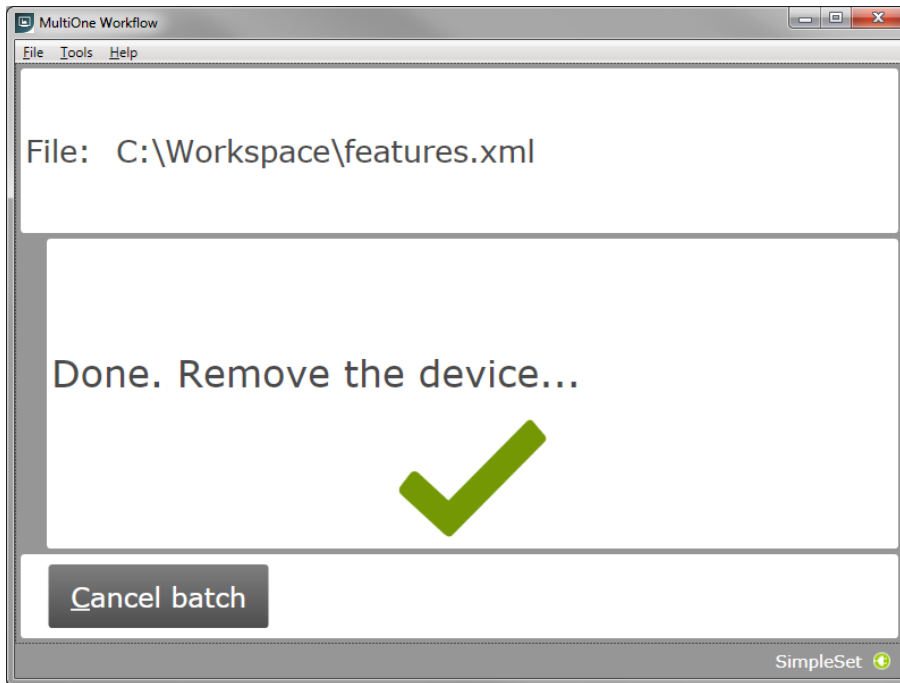 MultiOne Workflow
File Tools Help
File: C:\Workspace\features.xml
Done. Remove the device...
Cancel batch
SimpleSet